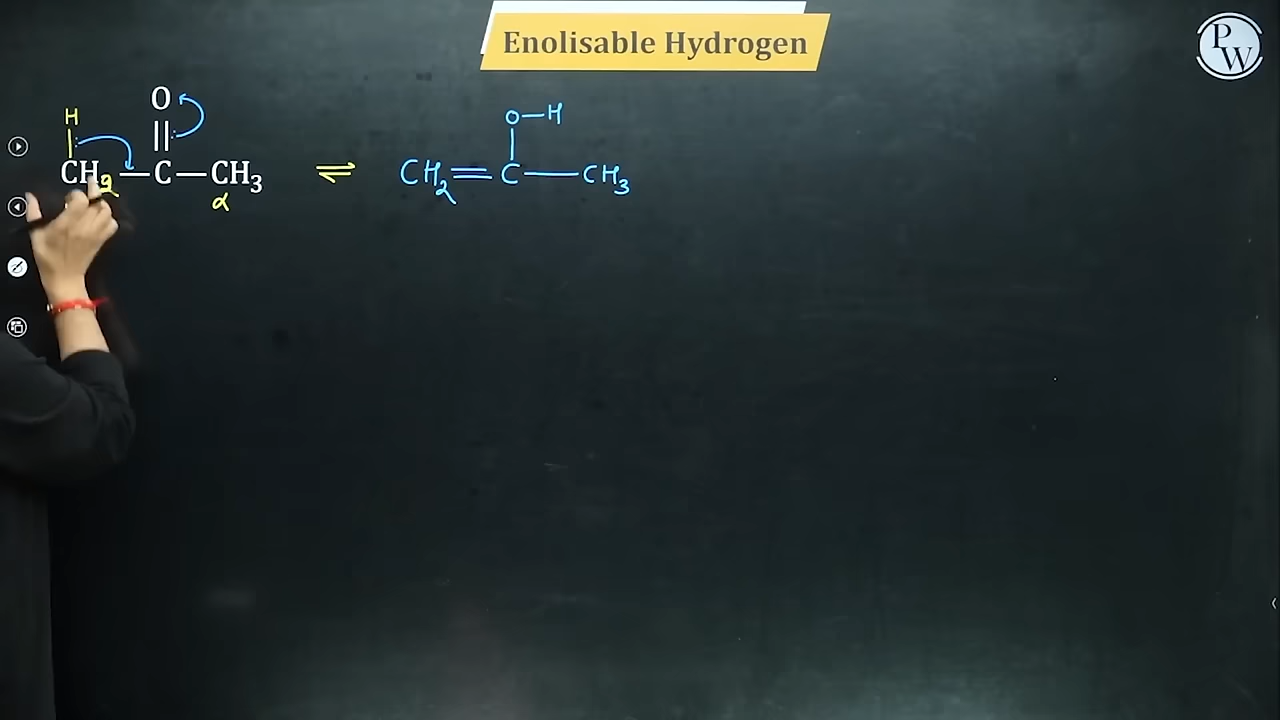 Enolisable Hydrogen
PW
O
H
CH2 — C — CH3
α
⇌
O—H
CH2=C—CH3